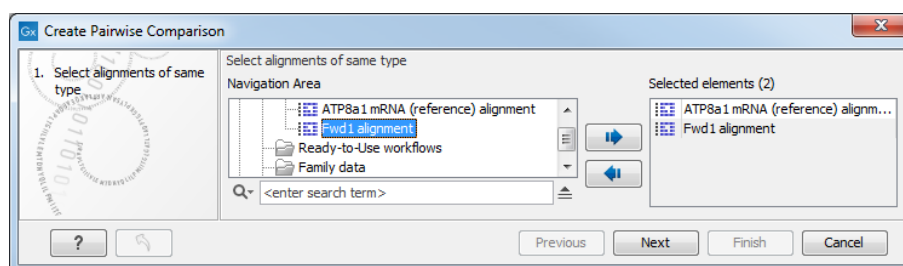 Gx Create Pairwise Comparison
1. Select alignments of same
type
Select alignments of same type
Navigation Area
ATP8a1 mRNA (reference) alignment
Fwd1 alignment
Ready-to-Use workflows
Family data
<enter search term>
Selected elements (2)
ATP8a1 mRNA (reference) alignm...
Fwd1 alignment
?
Previous
Next
Finish
Cancel